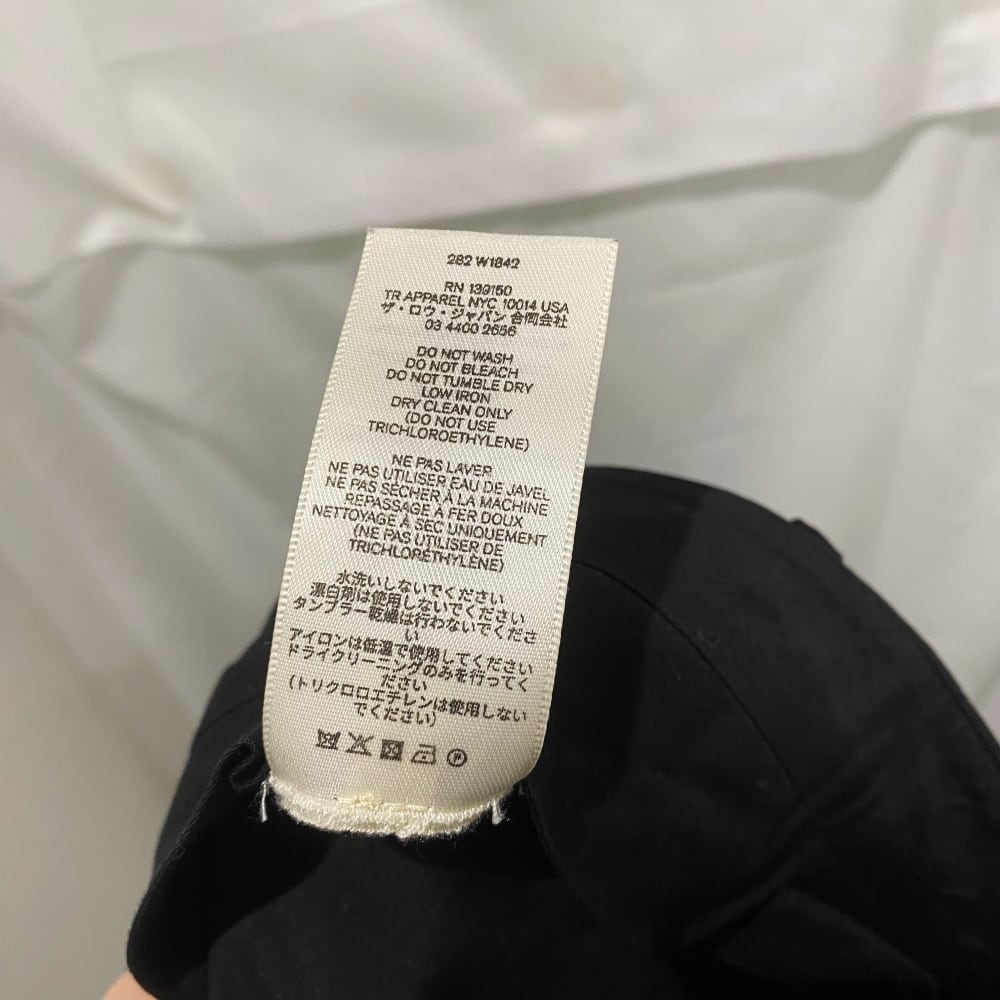 282 W1842
RN 139150
TR APPAREL NYC 10014 USA
ザ・ロウ・ジャパン 合同会社
03 4400 2656
DO NOT WASH
DO NOT BLEACH
DO NOT TUMBLE DRY
LOW IRON
DRY CLEAN ONLY
(DO NOT USE
TRICHLOROETHYLENE)
NE PAS LAVER
NE PAS UTILISER EAU DE JAVEL
NE PAS SÉCHER À LA MACHINE
REPASSAGE A FER DOUX
NETTOYAGE À SEC UNIQUEMENT
(NE PAS UTILISER DE
TRICHLORÉTHYLÈNE)
水洗いしないでください
漂白剤は使用しないでください
タンブラー乾燥は行わないでくださ
い
アイロンは低温で使用してください
ドライクリーニングのみを行ってく
ださい
(トリクロロエチレンは使用しない
でください)
P